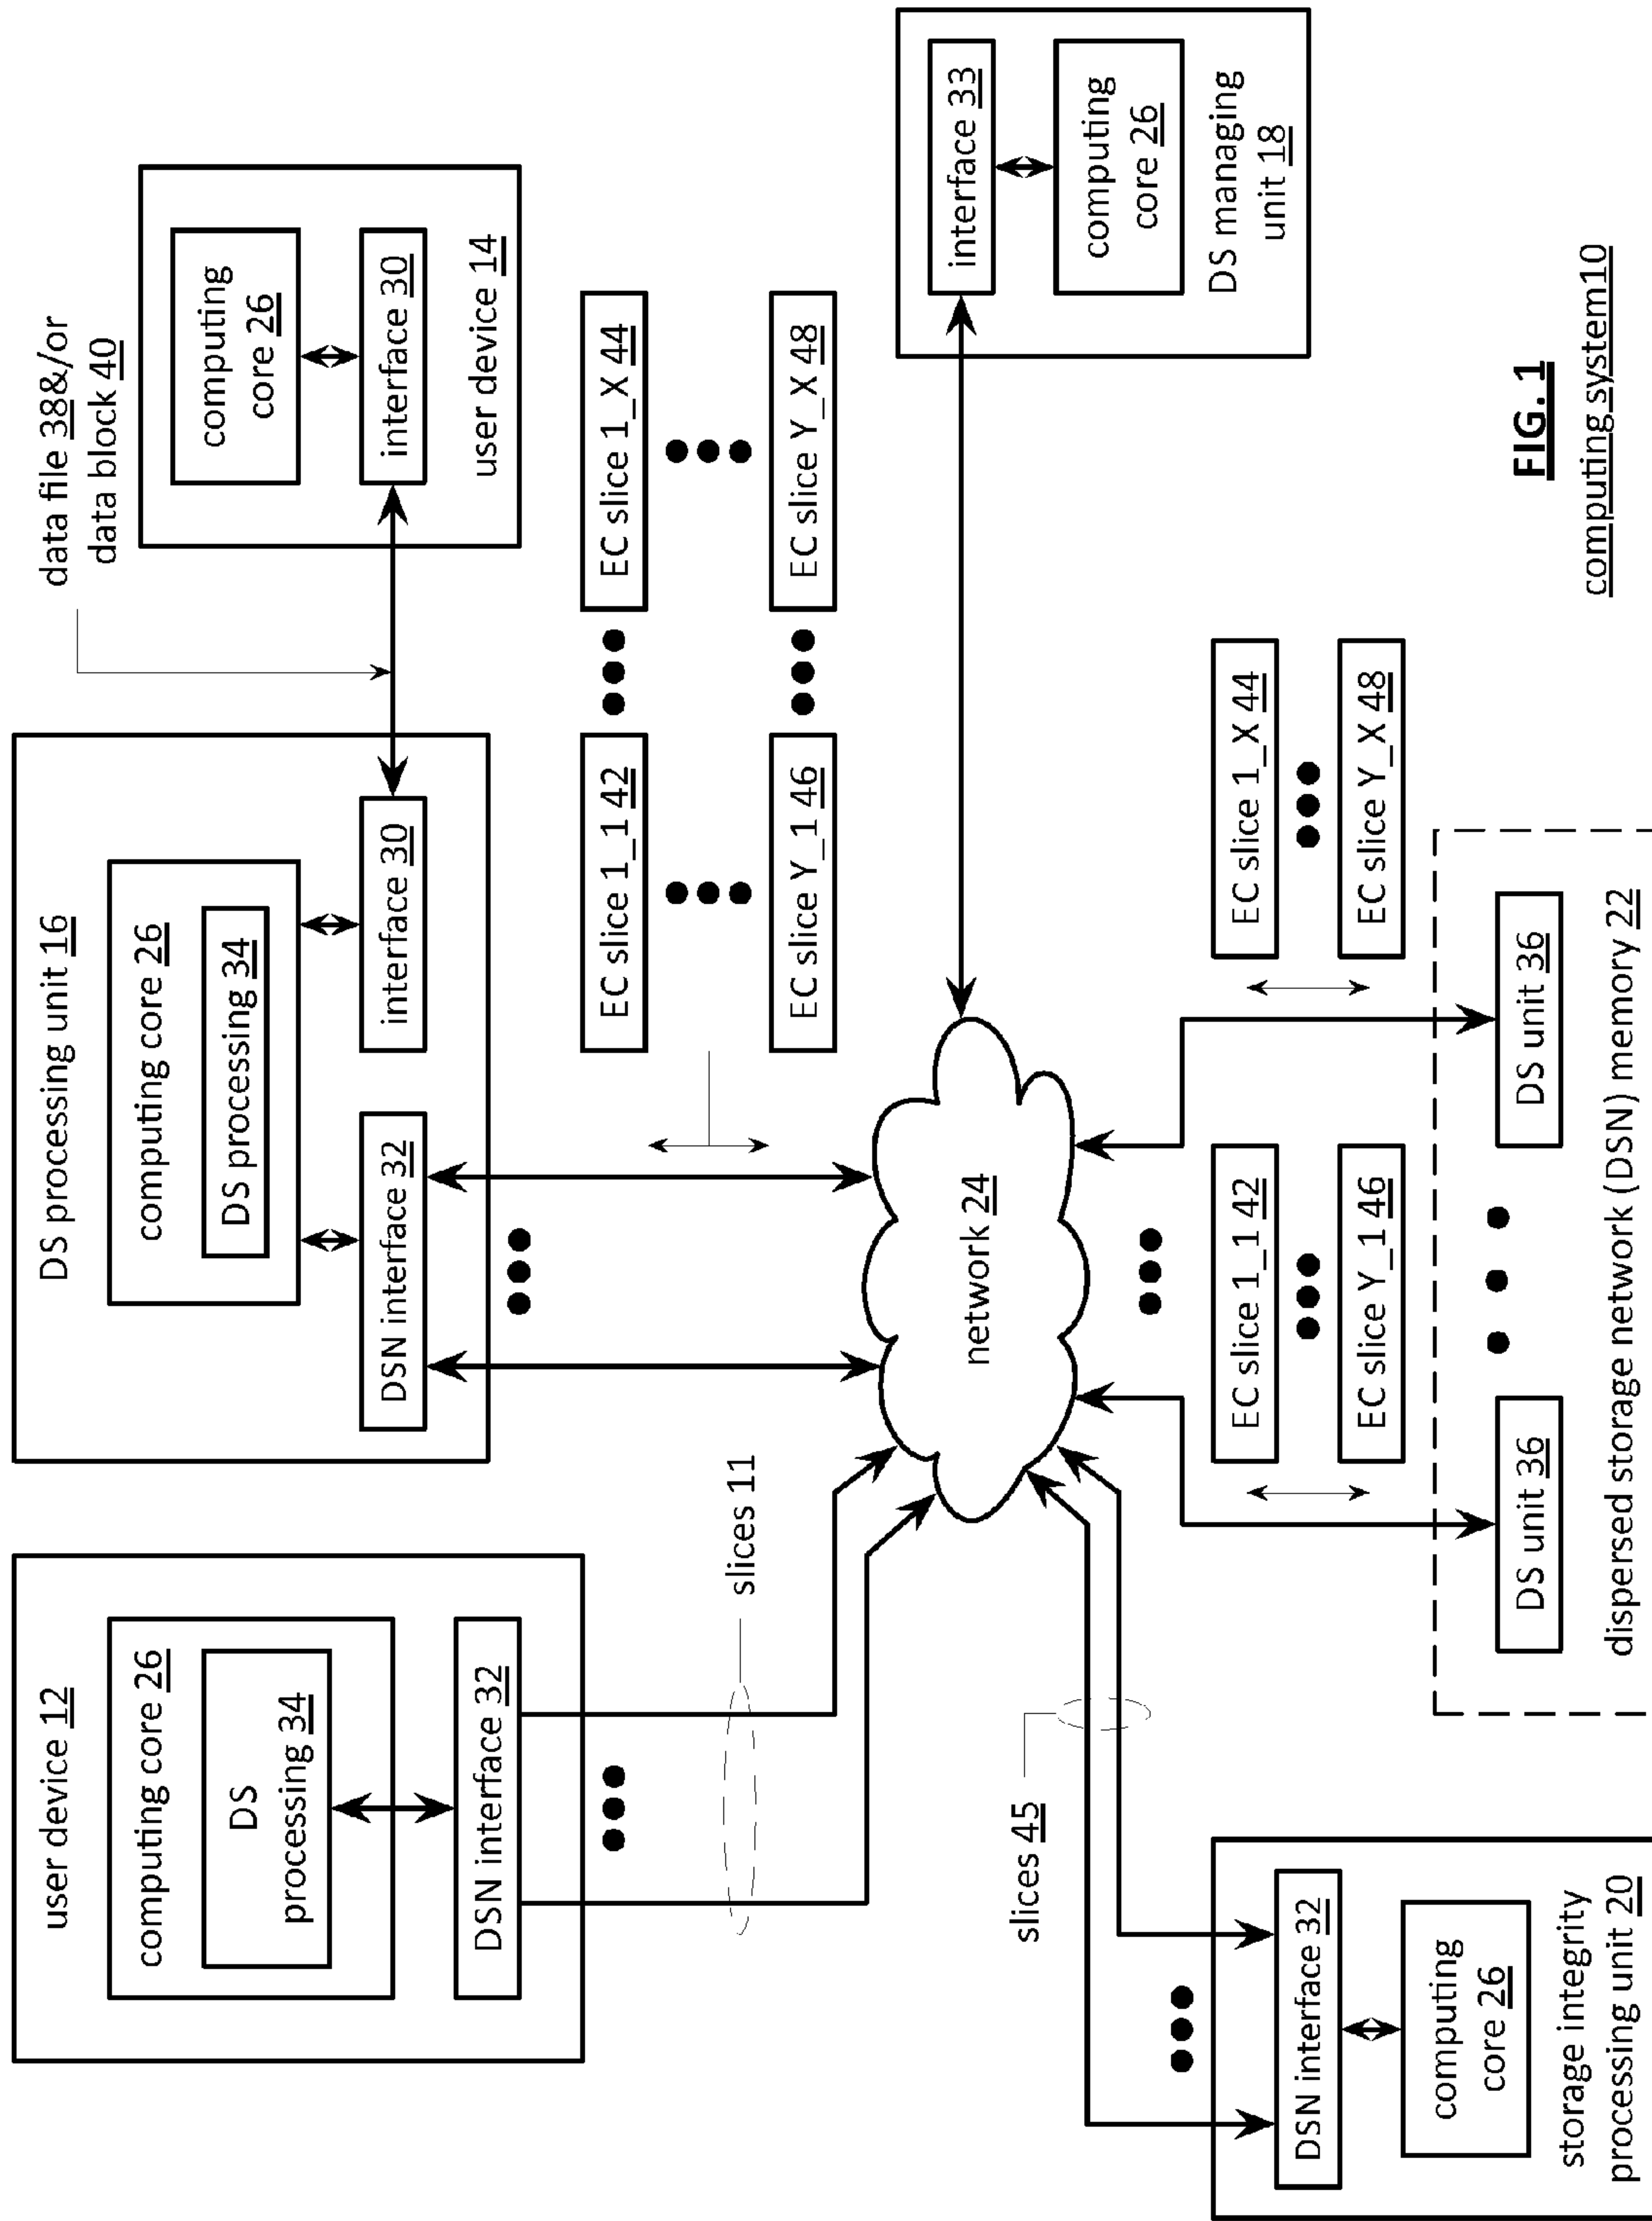 user device 12
computing core 26
DS
processing 34
DSN interface 32
slices 11
DS processing unit 16
computing core 26
DS processing 34
DSN interface 32
interface 30
data file 38&/or
data block 40
computing
core 26
interface 30
user device 14
EC slice 1_1 42
EC slice 1_X 44
EC slice Y_1 46
EC slice Y_X 48
network 24
interface 33
computing
core 26
DS managing
unit 18
slices 45
DSN interface 32
computing
core 26
storage integrity
processing unit 20
EC slice 1_1 42
EC slice Y_1 46
EC slice 1_X 44
EC slice Y_X 48
DS unit 36
DS unit 36
dispersed storage network (DSN) memory 22
FIG. 1
computing system10